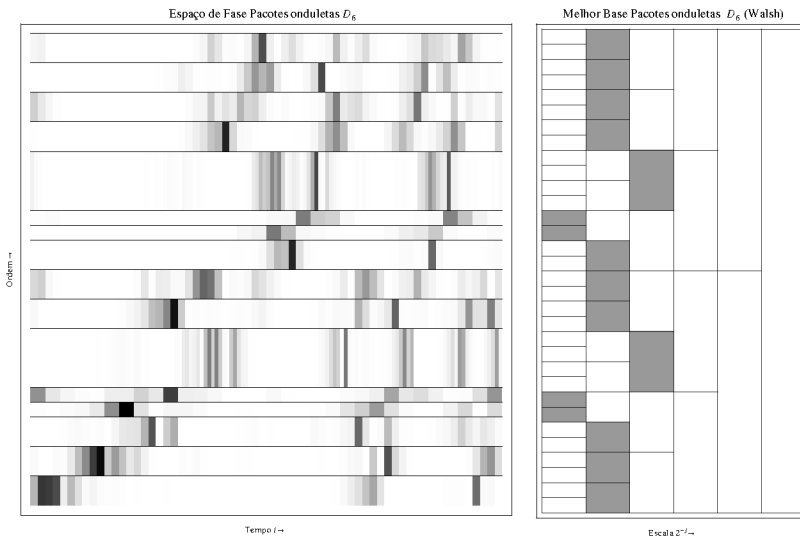 Espaço de Fase Pacotes onduletas D₆
Melhor Base Pacotes onduletas D₆ (Walsh)
Ordem→
Tempo t→
Escala 2⁻ʲ→